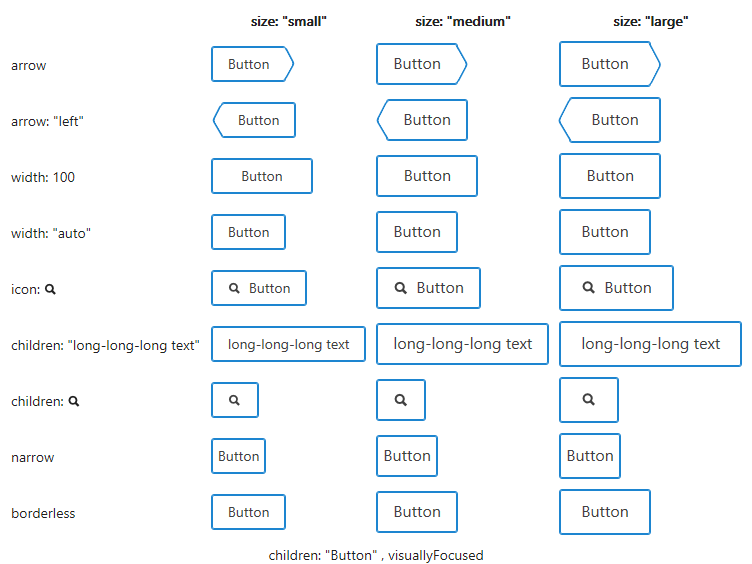 size: "small" size: "medium" size: "large"
arrow Button Button Button
arrow: "left" Button Button Button
width: 100 Button Button Button
width: "auto" Button Button Button
icon: Button Button Button
children: "long-long-long text" long-long-long text long-long-long text long-long-long text
children:
narrow Button Button Button
borderless Button Button Button
children: "Button" , visuallyFocused